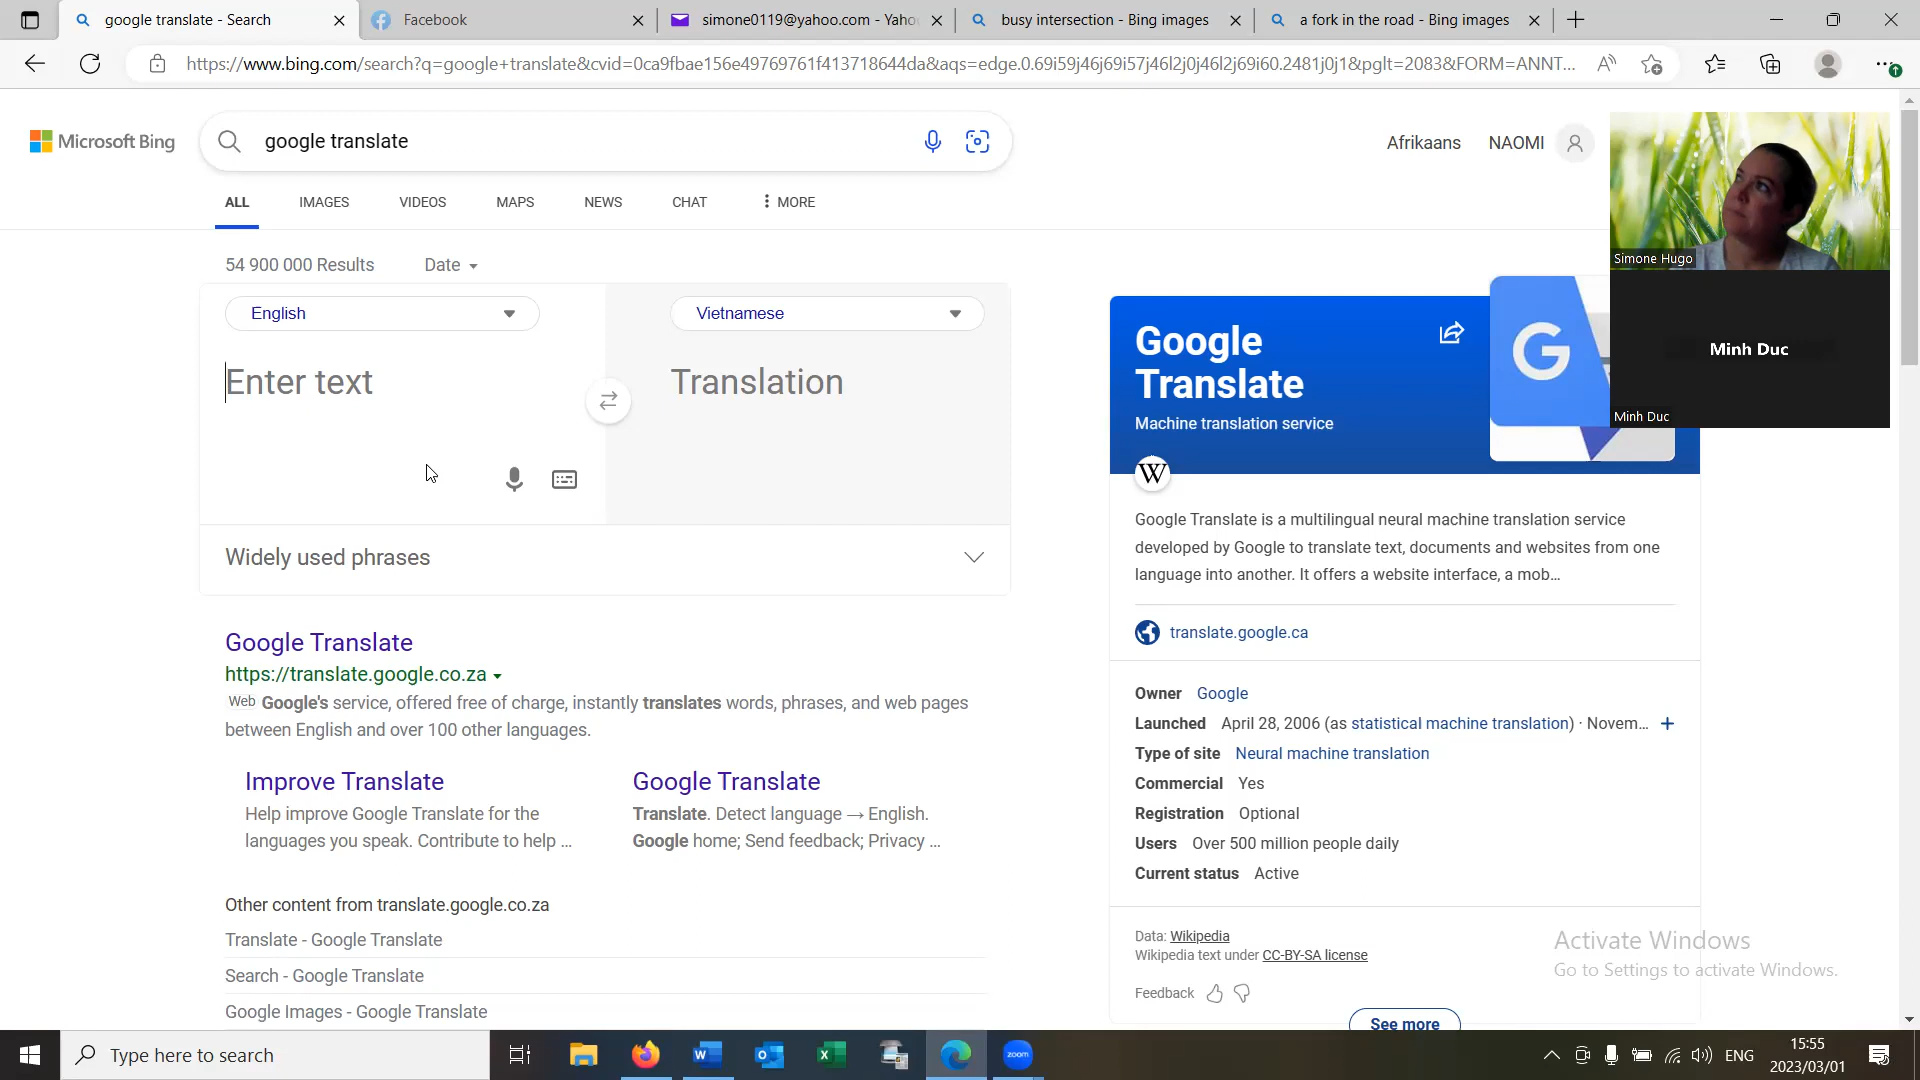 google translate - Search
Facebook
simone0119@yahoo.com - Yaho
busy intersection - Bing images
a fork in the road - Bing images
https://www.bing.com/search?q=google+translate&cvid=0ca9fbae156e49769761f413718644da&aqs=edge.0.69i59j46j69i57j46l2j0j46l2j69i60.2481j0j1&pglt=2083&FORM=ANNT...
Microsoft Bing
google translate
Afrikaans NAOMI
ALL IMAGES VIDEOS MAPS NEWS CHAT MORE
Simone Hugo
54 900 000 Results Date
English
Vietnamese
Enter text
Translation
Google
Translate
Machine translation service
G
Minh Duc
Minh Duc
W
Google Translate is a multilingual neural machine translation service
developed by Google to translate text, documents and websites from one
language into another. It offers a website interface, a mob...
Widely used phrases
translate.google.ca
Google Translate
https://translate.google.co.za
Web Google's service, offered free of charge, instantly translates words, phrases, and web pages
between English and over 100 other languages.
Owner Google
Launched April 28, 2006 (as statistical machine translation) · Novem... +
Type of site Neural machine translation
Commercial Yes
Registration Optional
Users Over 500 million people daily
Current status Active
Improve Translate
Help improve Google Translate for the
languages you speak. Contribute to help ...
Google Translate
Translate. Detect language → English.
Google home; Send feedback; Privacy ...
Other content from translate.google.co.za
Translate - Google Translate
Search - Google Translate
Google Images - Google Translate
Data: Wikipedia
Wikipedia text under CC-BY-SA license
Feedback
See more
Activate Windows
Go to Settings to activate Windows.
Type here to search
zoom
ENG
15:55
2023/03/01